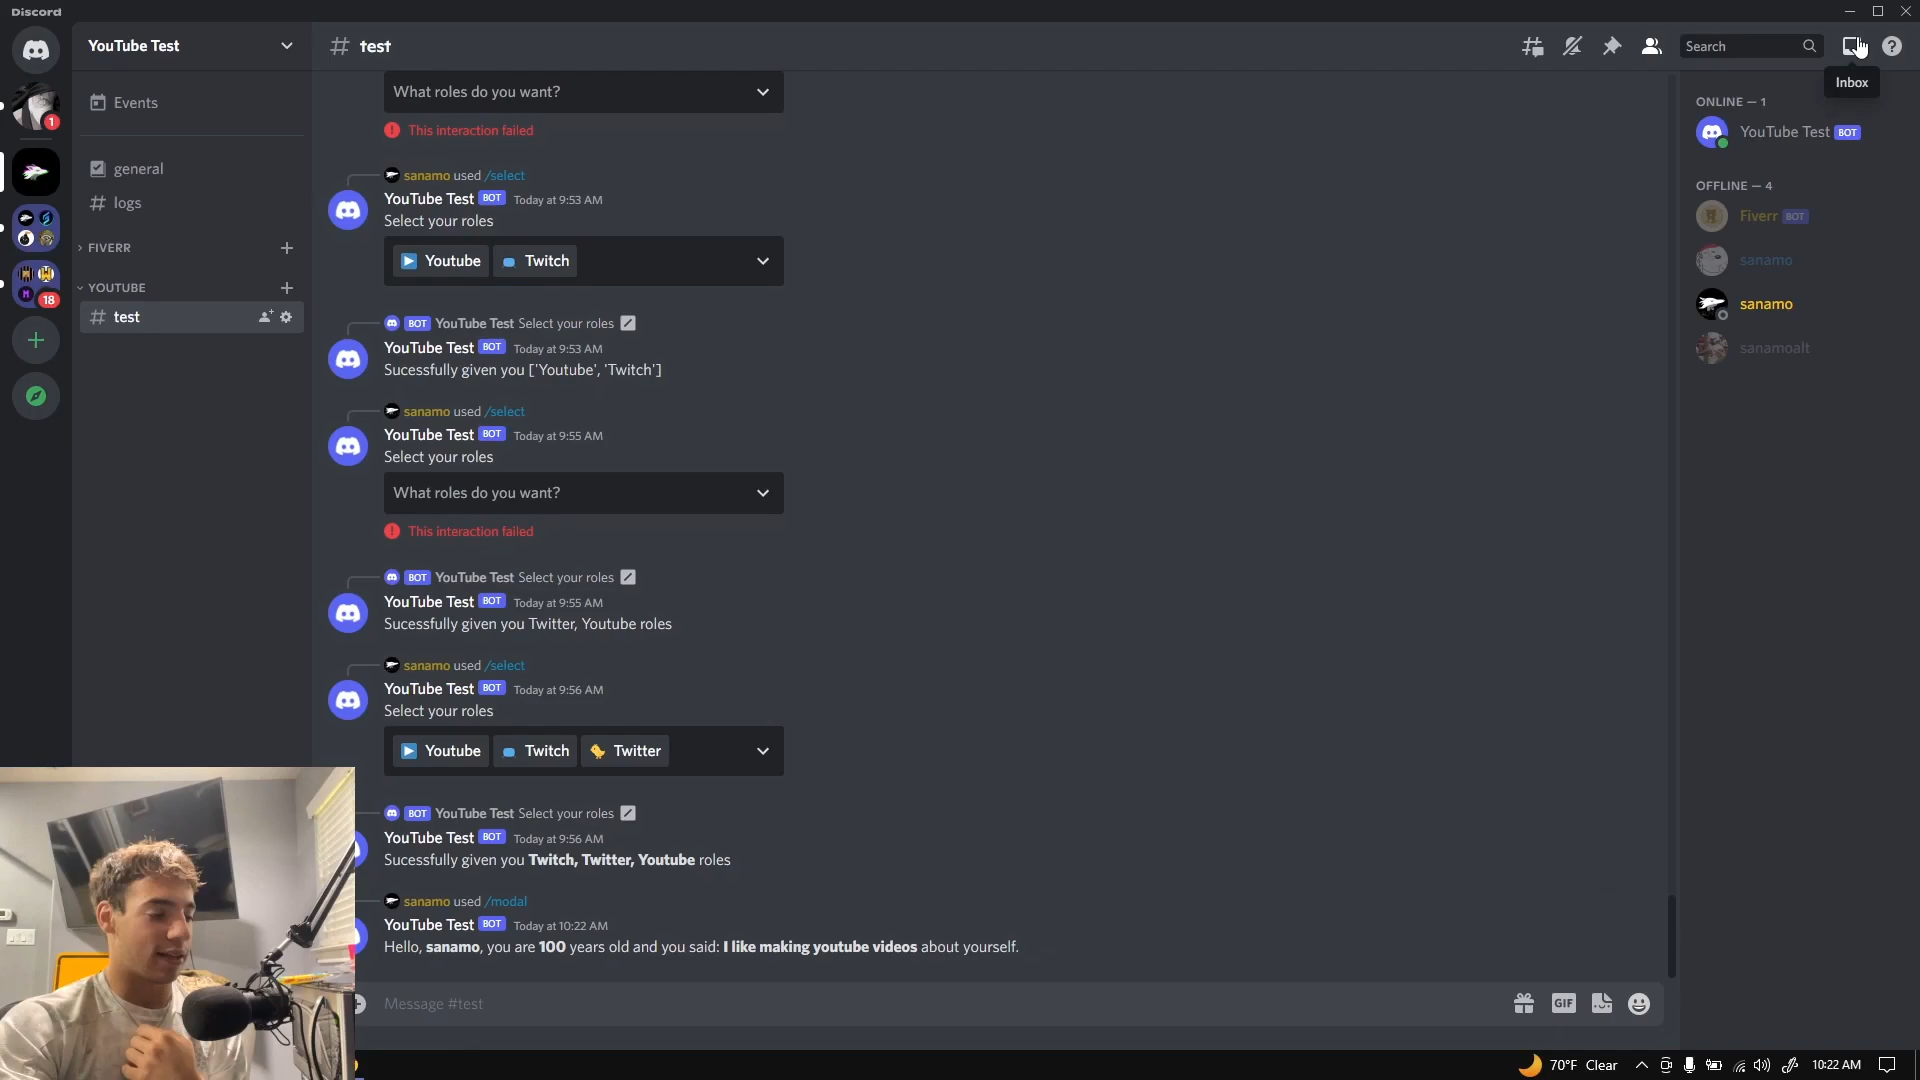 Discord
YouTube Test
test
Search
Inbox
1
Events
general
logs
FIVERR
YOUTUBE
test
18
What roles do you want?
This interaction failed
sanamo used /select
YouTube Test BOT Today at 9:53 AM
Select your roles
Youtube Twitch
BOT YouTube Test Select your roles
YouTube Test BOT Today at 9:53 AM
Sucessfully given you ['Youtube', 'Twitch']
sanamo used /select
YouTube Test BOT Today at 9:55 AM
Select your roles
What roles do you want?
This interaction failed
BOT YouTube Test Select your roles
YouTube Test BOT Today at 9:55 AM
Sucessfully given you Twitter, Youtube roles
sanamo used /select
YouTube Test BOT Today at 9:56 AM
Select your roles
Youtube Twitch Twitter
BOT YouTube Test Select your roles
YouTube Test BOT Today at 9:56 AM
Sucessfully given you Twitch, Twitter, Youtube roles
sanamo used /modal
YouTube Test BOT Today at 10:22 AM
Hello, sanamo, you are 100 years old and you said: I like making youtube videos about yourself.
Message #test
GIF
ONLINE — 1
YouTube Test BOT
OFFLINE — 4
Fiverr BOT
sanamo
sanamo
sanamoalt
70°F Clear
10:22 AM